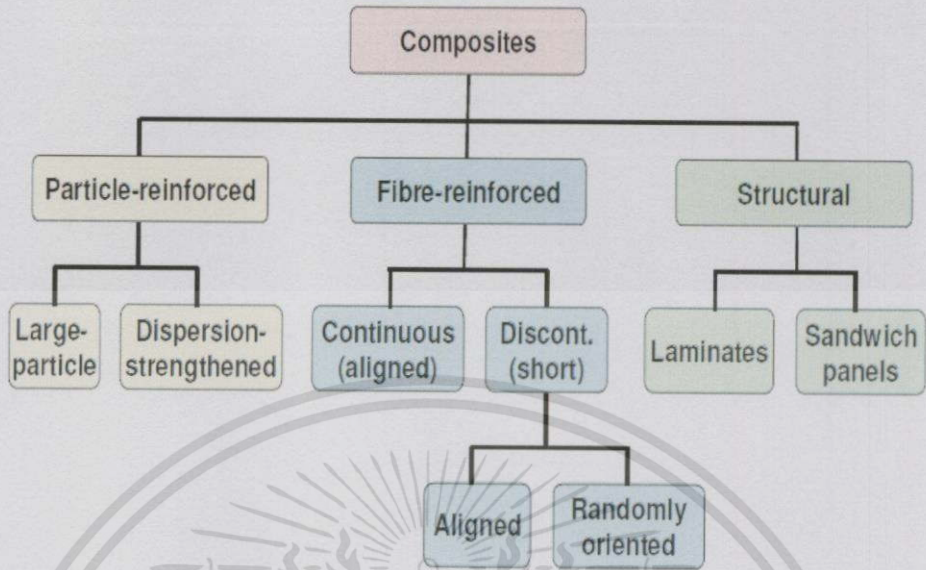 Composites
Particle-reinforced
Fibre-reinforced
Structural
Large-
particle
Dispersion-
strengthened
Continuous
(aligned)
Discont.
(short)
Laminates
Sandwich
panels
Aligned
Randomly
oriented